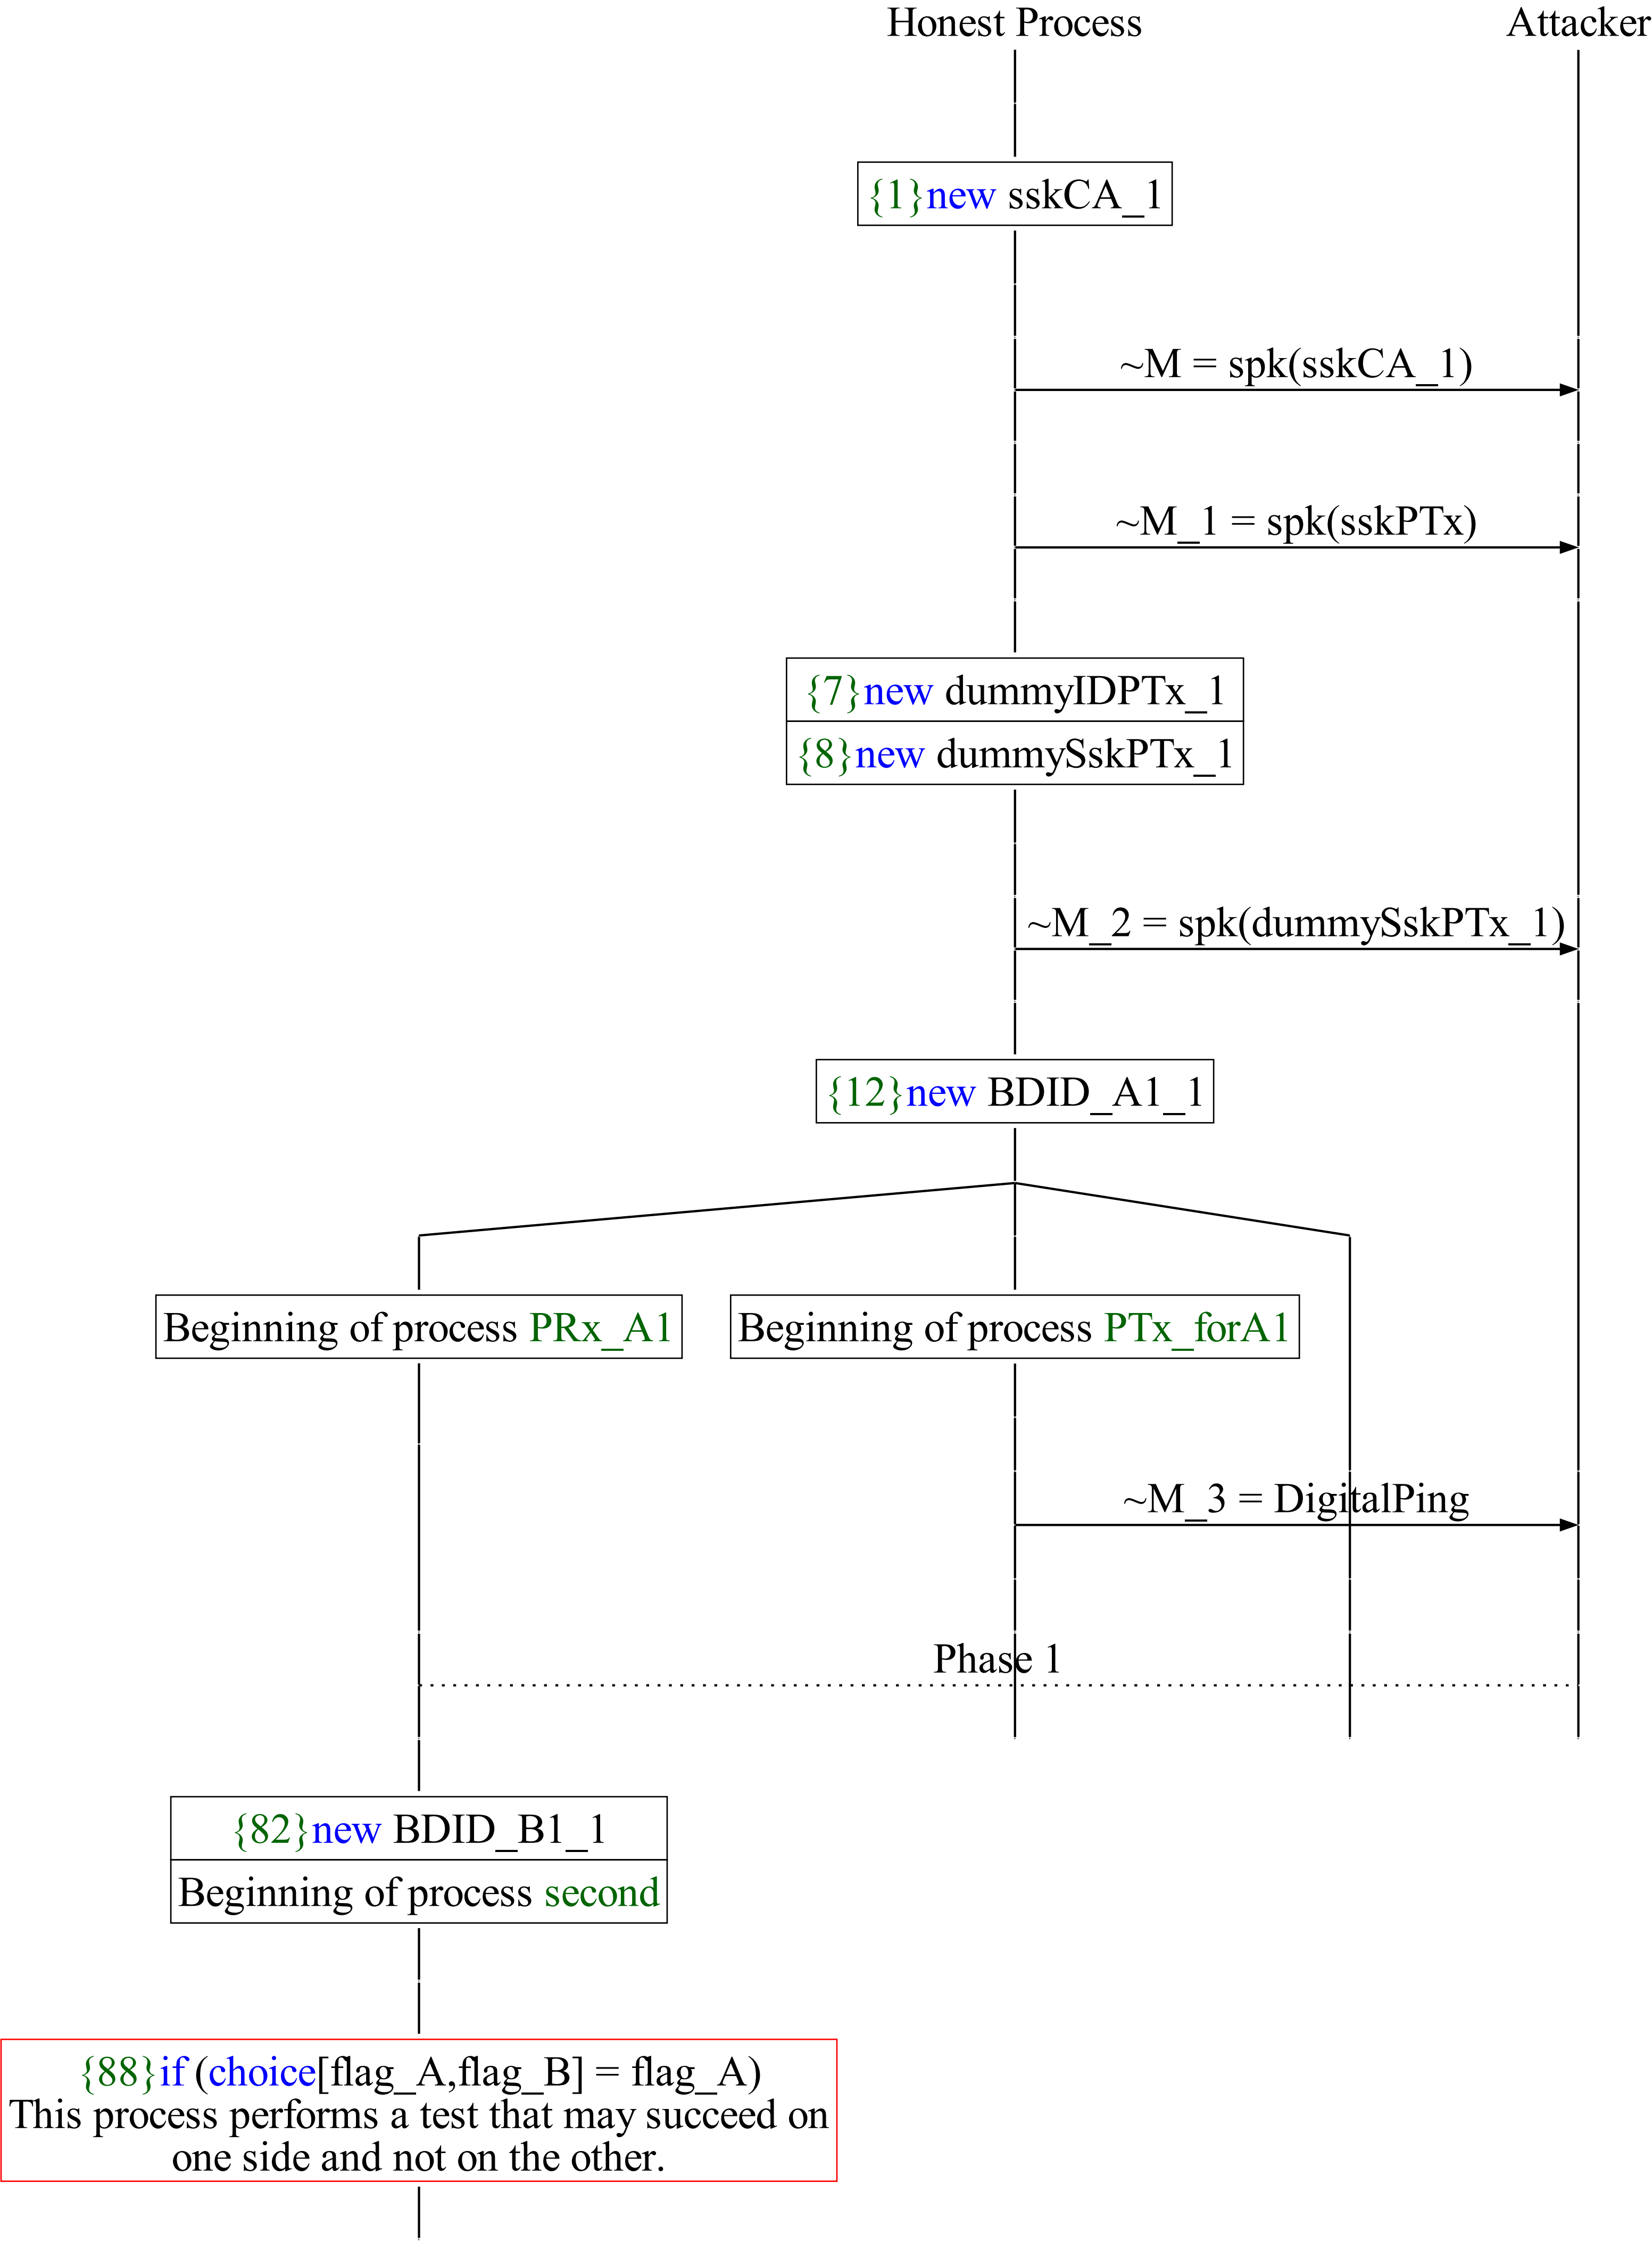 Honest Process
Attacker
{1}new sskCA_1
~M = spk(sskCA_1)
~M_1 = spk(sskPTx)
{7}new dummyIDPTx_1
{8}new dummySskPTx_1
~M_2 = spk(dummySskPTx_1)
{12}new BDID_A1_1
Beginning of process PRx_A1
Beginning of process PTx_forA1
~M_3 = DigitalPing
Phase 1
{82}new BDID_B1_1
Beginning of process second
{88}if (choice[flag_A,flag_B] = flag_A)
This process performs a test that may succeed on
one side and not on the other.